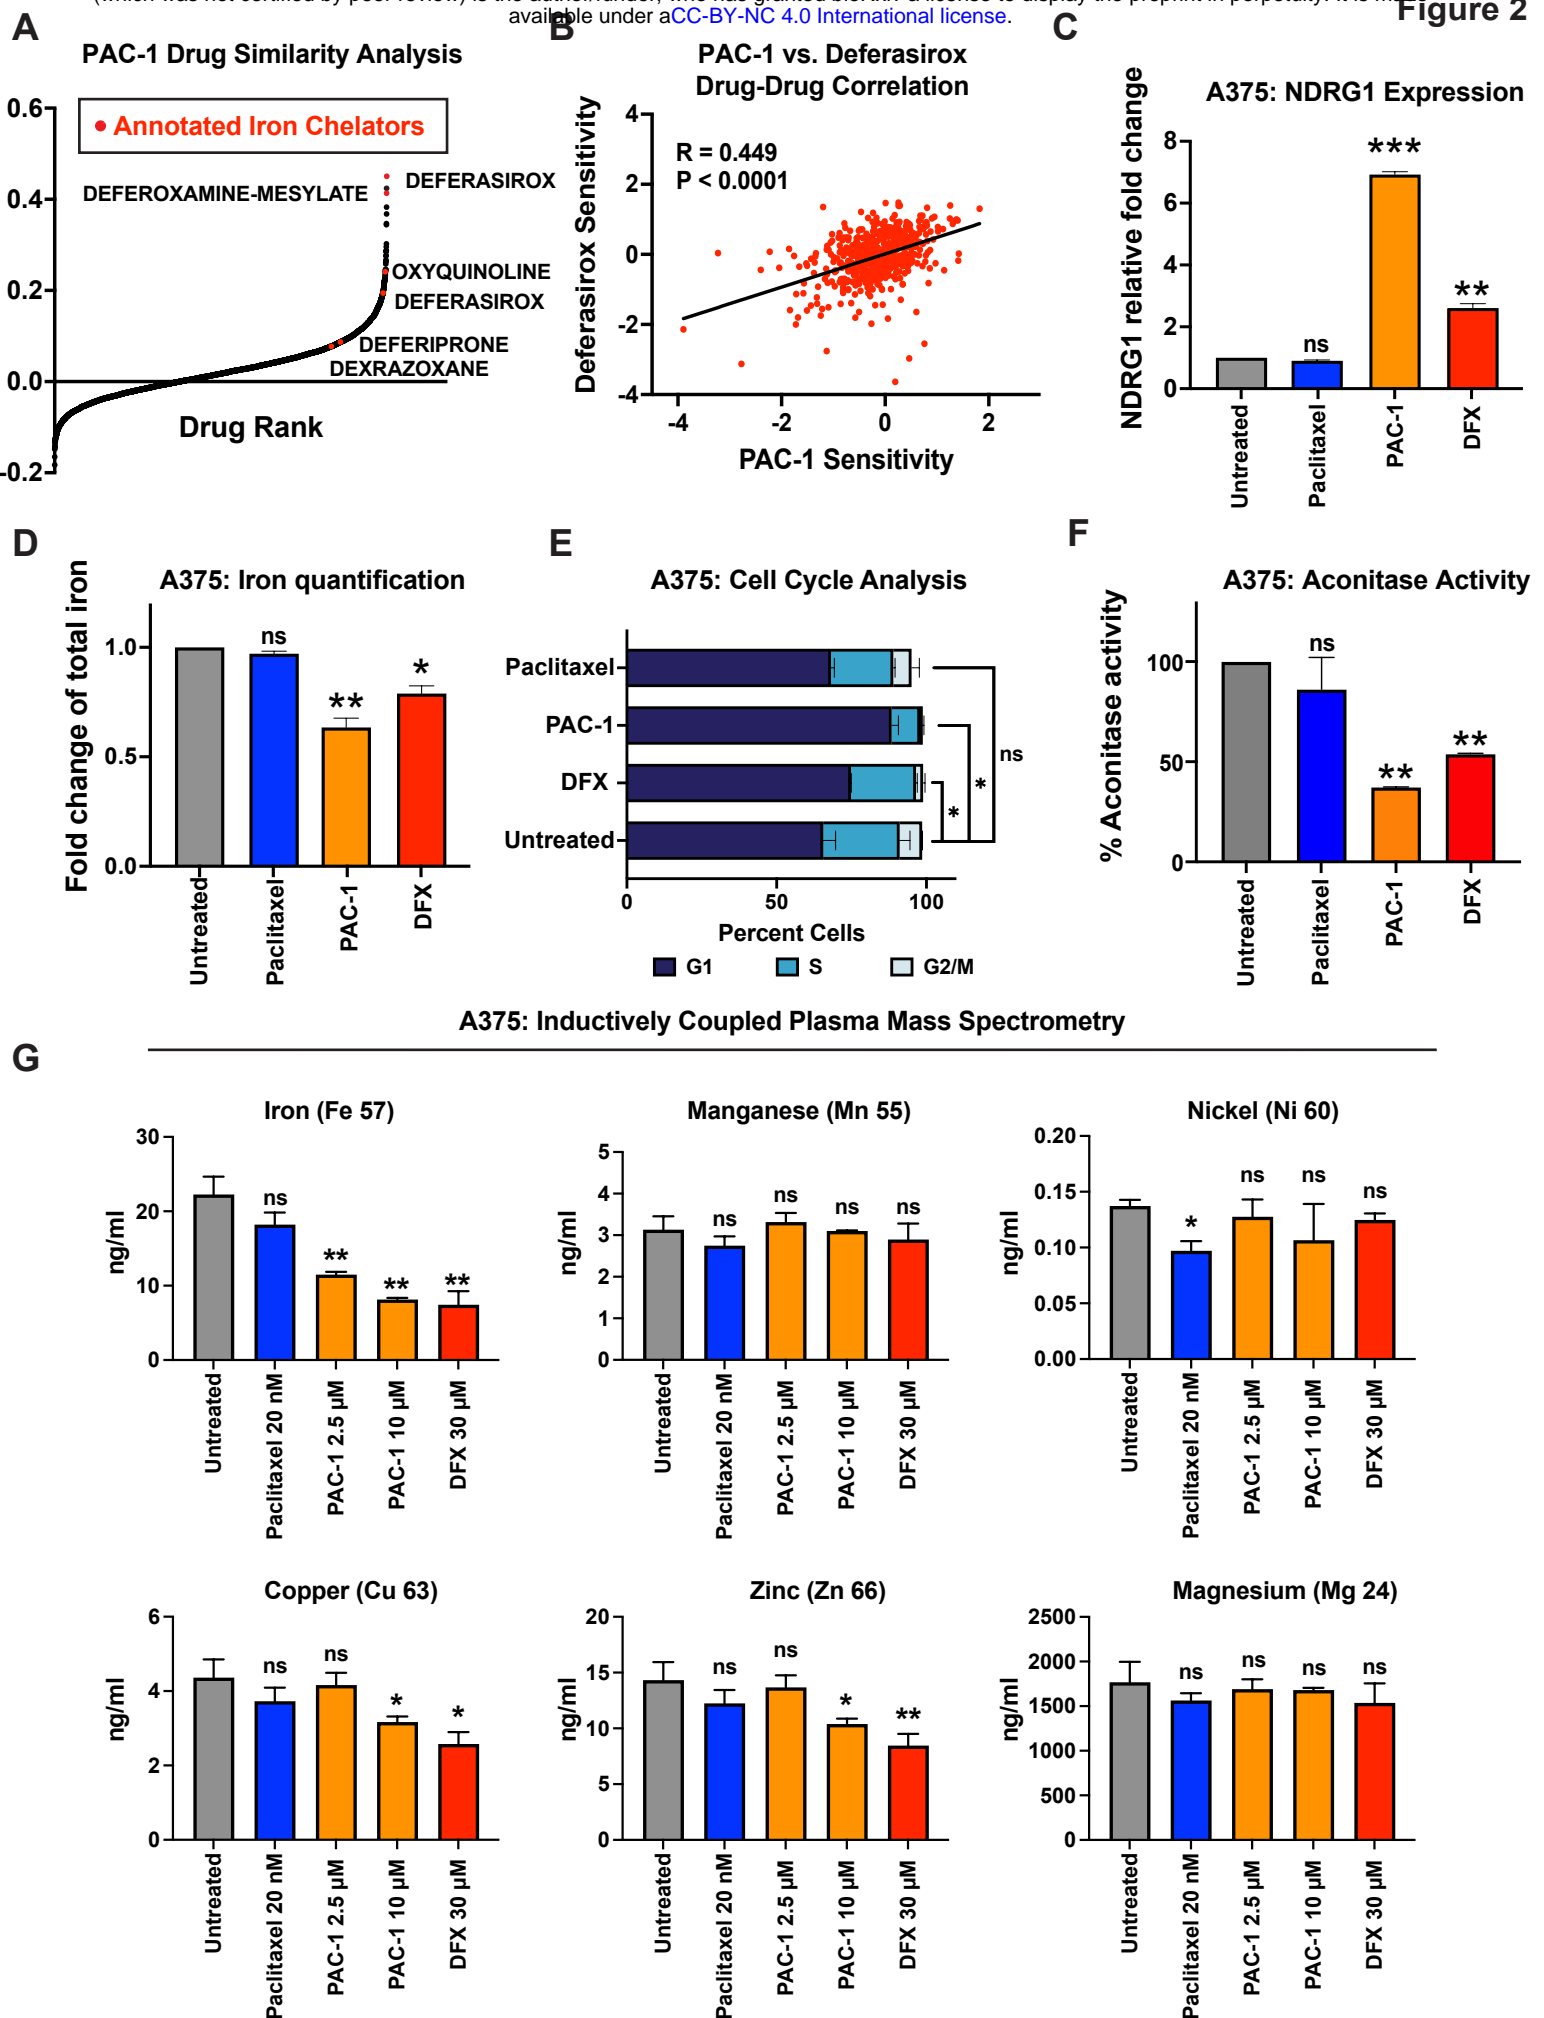 available under aCC-BY-NC 4.0 International license.
Figure 2
A
PAC-1 Drug Similarity Analysis
0.6
0.4
0.2
0.0
-0.2
• Annotated Iron Chelators
DEFERASIROX
DEFEROXAMINE-MESYLATE
OXYQUINOLINE
DEFERASIROX
DEFERIPRONE
DEXRAZOXANE
Drug Rank
B
PAC-1 vs. Deferasirox
Drug-Drug Correlation
Deferasirox Sensitivity
4
2
0
-2
-4
R = 0.449
P < 0.0001
-4 -2 0 2
PAC-1 Sensitivity
C
A375: NDRG1 Expression
NDRG1 relative fold change
8
6
4
2
0
ns
***
**
Untreated
Paclitaxel
PAC-1
DFX
D
A375: Iron quantification
Fold change of total iron
1.0
0.5
0.0
ns
**
*
Untreated
Paclitaxel
PAC-1
DFX
E
A375: Cell Cycle Analysis
Paclitaxel
PAC-1
DFX
Untreated
*
*
ns
0 50 100
Percent Cells
G1 S G2/M
F
A375: Aconitase Activity
% Aconitase activity
100
50
0
ns
**
**
Untreated
Paclitaxel
PAC-1
DFX
A375: Inductively Coupled Plasma Mass Spectrometry
G
Iron (Fe 57)
ng/ml
30
20
10
0
ns
**
**
**
Untreated
Paclitaxel 20 nM
PAC-1 2.5 µM
PAC-1 10 µM
DFX 30 µM
Manganese (Mn 55)
ng/ml
5
4
3
2
1
0
ns
ns
ns
ns
Untreated
Paclitaxel 20 nM
PAC-1 2.5 µM
PAC-1 10 µM
DFX 30 µM
Nickel (Ni 60)
ng/ml
0.20
0.15
0.10
0.05
0.00
*
ns
ns
ns
Untreated
Paclitaxel 20 nM
PAC-1 2.5 µM
PAC-1 10 µM
DFX 30 µM
Copper (Cu 63)
ng/ml
6
4
2
0
ns
ns
*
*
Untreated
Paclitaxel 20 nM
PAC-1 2.5 µM
PAC-1 10 µM
DFX 30 µM
Zinc (Zn 66)
ng/ml
20
15
10
5
0
ns
ns
*
**
Untreated
Paclitaxel 20 nM
PAC-1 2.5 µM
PAC-1 10 µM
DFX 30 µM
Magnesium (Mg 24)
ng/ml
2500
2000
1500
1000
500
0
ns
ns
ns
ns
Untreated
Paclitaxel 20 nM
PAC-1 2.5 µM
PAC-1 10 µM
DFX 30 µM